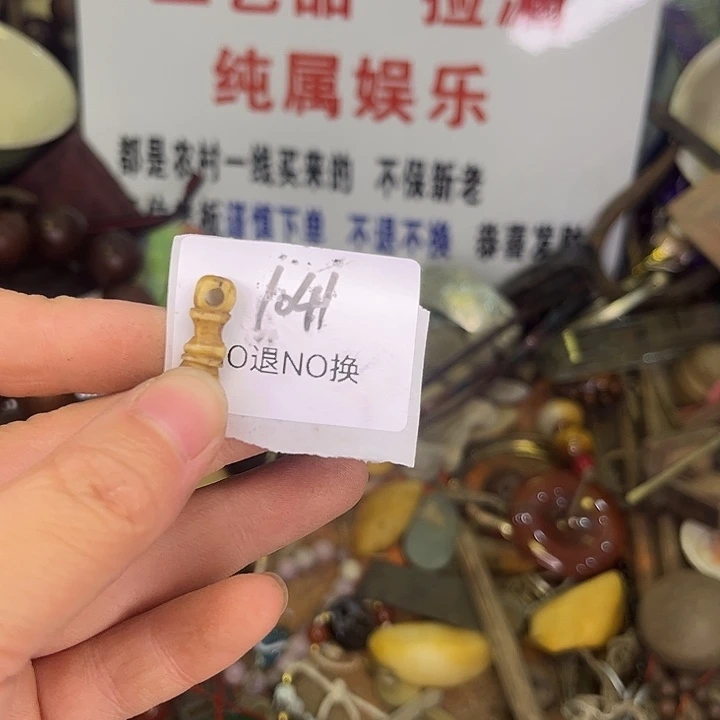 纯属娱乐
都是农村一线买来的 不保新老
谨慎下单 不退不换 恭喜发财
1041
O退NO换